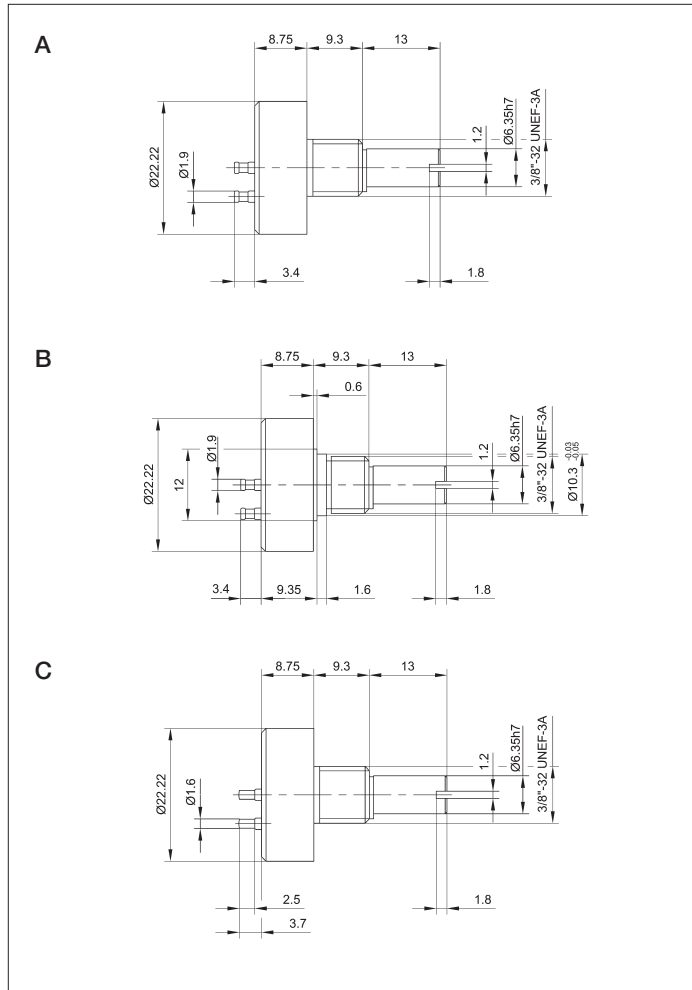 A
8.75
9.3
13
Ø22.22
Ø1.9
1.2
Ø6.35h7
3/8"-32 UNEF-3A
3.4
1.8
B
8.75
9.3
13
0.6
Ø22.22
12
Ø1.9
1.2
Ø6.35h7
3/8"-32 UNEF-3A
Ø10.3 -0.03 -0.05
3.4
9.35
1.6
1.8
C
8.75
9.3
13
Ø22.22
Ø1.6
1.2
Ø6.35h7
3/8"-32 UNEF-3A
2.5
1.8
3.7